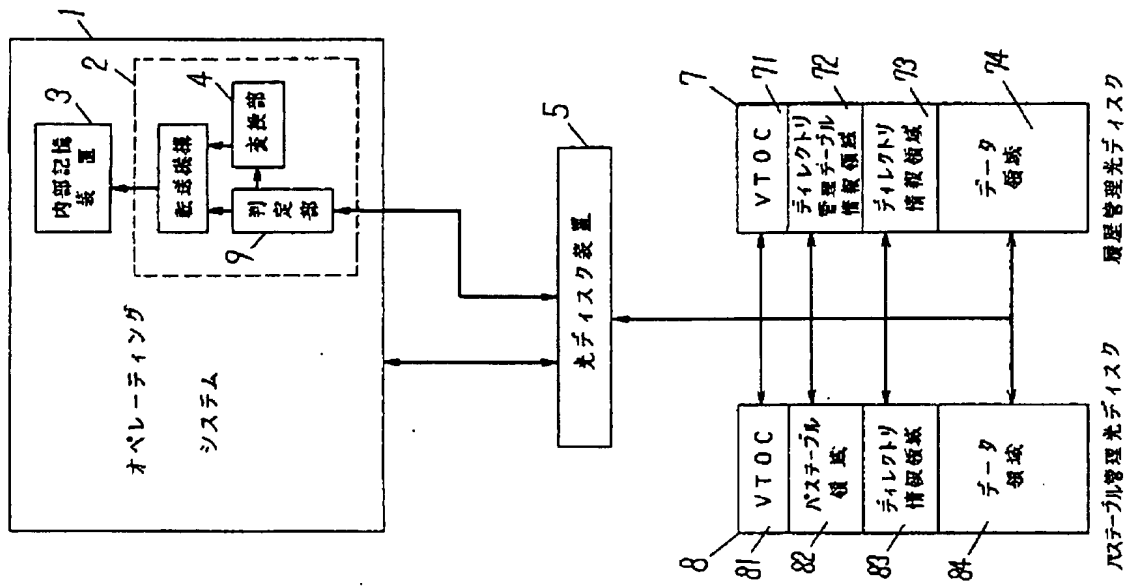 1
2
3
内部記憶
装置
4
変換部
転送機構
判定部
9
オペレーティング
システム
5
光ディスク装置
7
VTOC
71
ディレクトリ
管理テーブル
情報領域
72
ディレクトリ
情報領域
73
データ
領域
74
履歴管理光ディスク
8
VTOC
81
パステーブル
領域
82
ディレクトリ
情報領域
83
データ
領域
84
パステーブル管理光ディスク